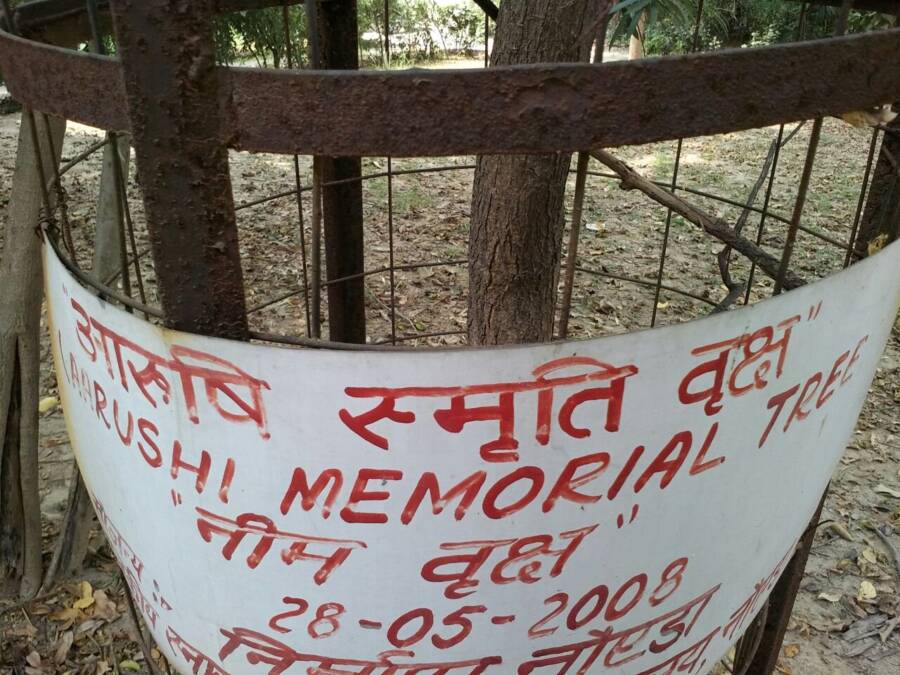 "आरुषि स्मृति वृक्ष"
(AARUSHI MEMORIAL TREE
"नीम वृक्ष"
28-05-2008
निर्माण नौएडा